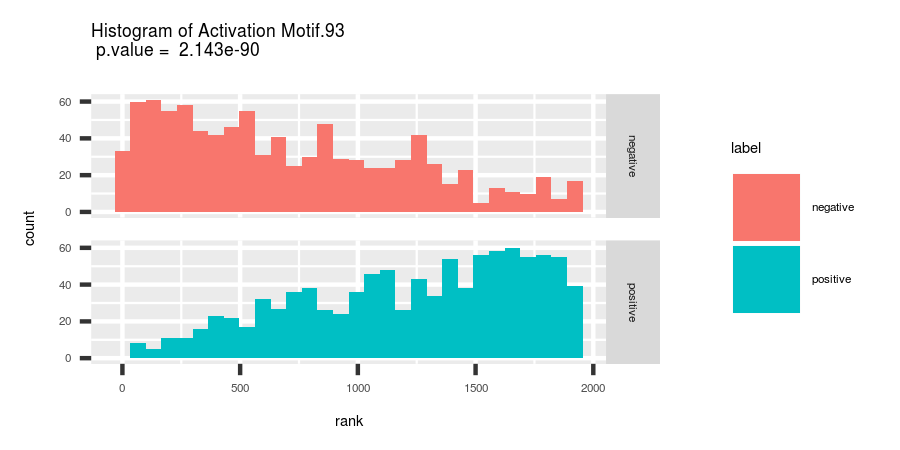 Histogram of Activation Motif.93
p.value =  2.143e-90
60
40
20
0
negative
60
40
20
0
positive
count
0 500 1000 1500 2000
rank
label
negative
positive